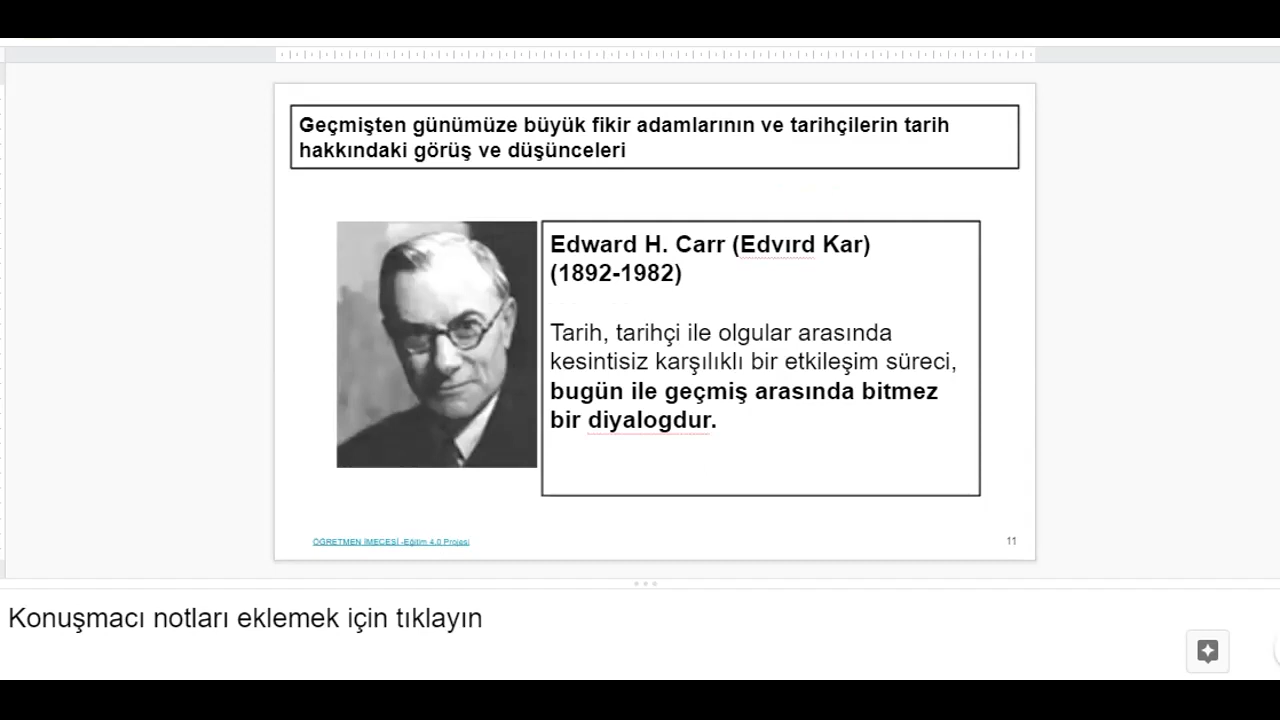 Geçmişten günümüze büyük fikir adamlarının ve tarihçilerin tarih
hakkındaki görüş ve düşünceleri
Edward H. Carr (Edvırd Kar)
(1892-1982)
Tarih, tarihçi ile olgular arasında
kesintisiz karşılıklı bir etkileşim süreci,
bugün ile geçmiş arasında bitmez
bir diyalogdur.
ÖĞRETMEN İMECESİ -Eğitim 4.0 Projesi
11
Konuşmacı notları eklemek için tıklayın